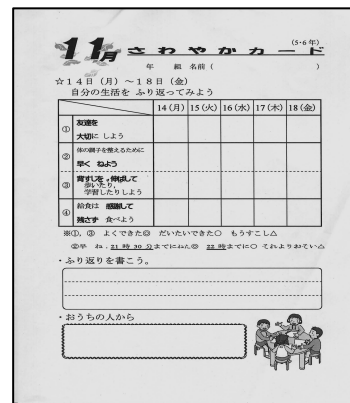 (5・6年)
11月 さわやかカード
年 組 名前( )
☆14日(月)～18日(金)
自分の生活を ふり返ってみよう
14(月) 15(火) 16(水) 17(木) 18(金)
① 友達を
大切に しよう
② 体の調子を整えるために
早く ねよう
③ 背すじを 伸ばして
歩いたり、
学習したりしよう
④ 給食は 感謝して
残さず 食べよう
※①、③ よくできた◎ だいたいできた○ もうすこし△
②早 ね…21時30分までにねた◎ 22時までに○ それよりおそい△
・ふり返りを書こう。
・おうちの人から